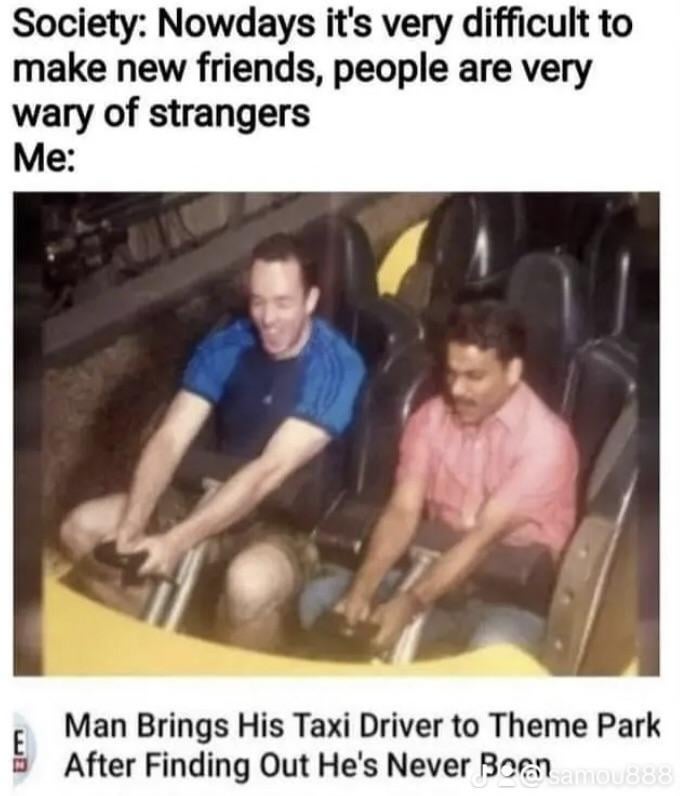 Society: Nowdays it's very difficult to
make new friends, people are very
wary of strangers
Me:
E
Man Brings His Taxi Driver to Theme Park
After Finding Out He's Never Been
@samou888